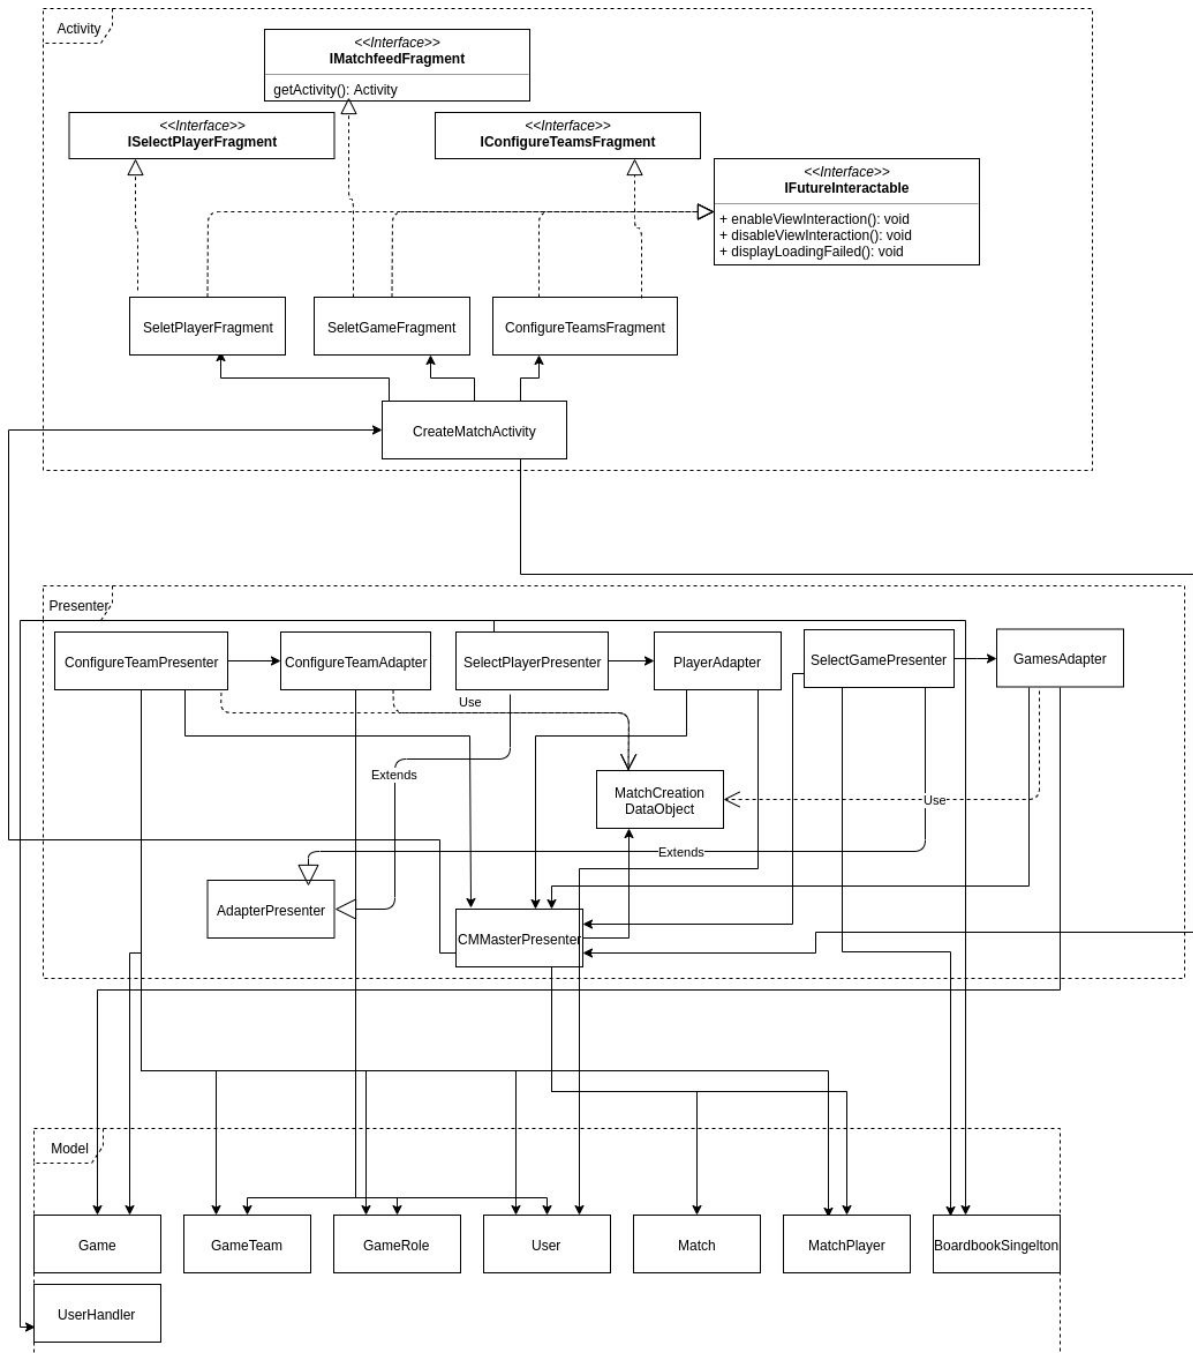 Activity
<<Interface>>
IMatchfeedFragment
getActivity(): Activity
<<Interface>>
ISelectPlayerFragment
<<Interface>>
IConfigureTeamsFragment
<<Interface>>
IFutureInteractable
+ enableViewInteraction(): void
+ disableViewInteraction(): void
+ displayLoadingFailed(): void
SeletPlayerFragment
SeletGameFragment
ConfigureTeamsFragment
CreateMatchActivity
Presenter
ConfigureTeamPresenter
ConfigureTeamAdapter
SelectPlayerPresenter
PlayerAdapter
SelectGamePresenter
GamesAdapter
Use
Extends
MatchCreation
DataObject
Use
Extends
AdapterPresenter
CMMasterPresenter
Model
Game
GameTeam
GameRole
User
Match
MatchPlayer
BoardbookSingelton
UserHandler